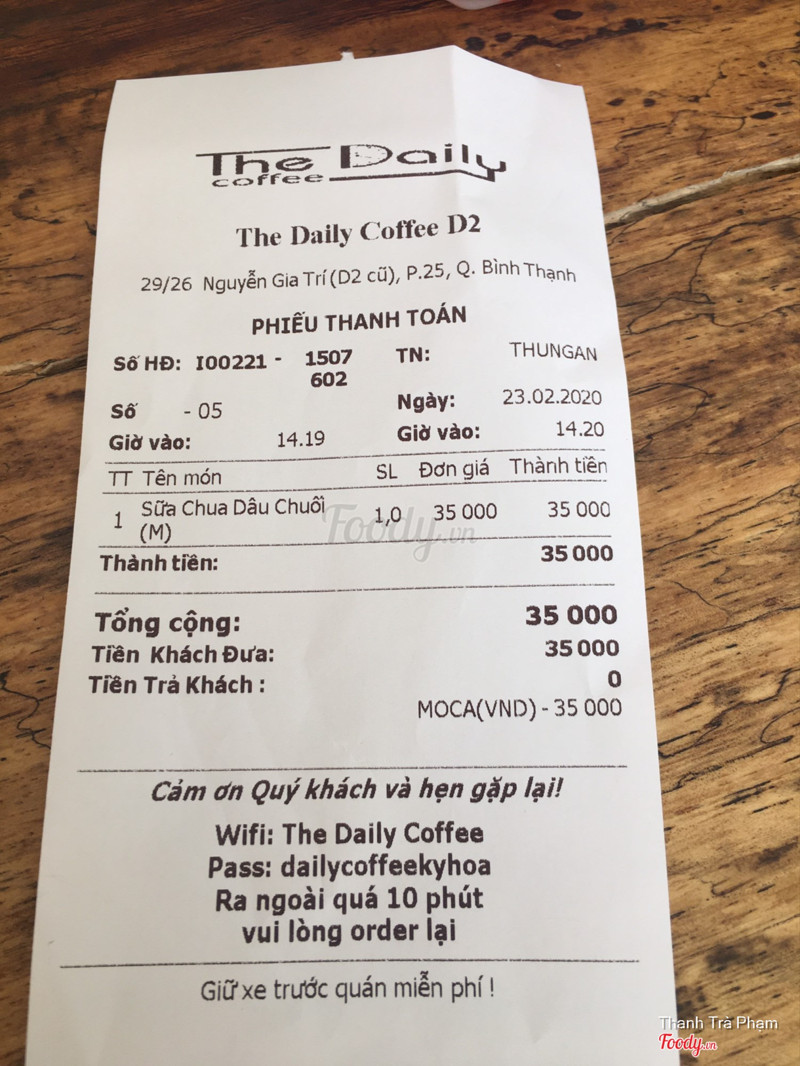 The Daily
coffee
The Daily Coffee D2
29/26 Nguyễn Gia Trí (D2 cũ), P.25, Q. Bình Thạnh
PHIẾU THANH TOÁN
Số HĐ: I00221 - 1507 TN: THUNGAN
602
Số - 05 Ngày: 23.02.2020
Giờ vào: 14.19 Giờ vào: 14.20
TT Tên món SL Đơn giá Thành tiền
1 Sữa Chua Dâu Chuối 1,0 35 000 35 000
(M)
Foody.vn
Thành tiền: 35 000
Tổng cộng: 35 000
Tiền Khách Đưa: 35 000
Tiền Trả Khách : 0
MOCA(VND) - 35 000
Cảm ơn Quý khách và hẹn gặp lại!
Wifi: The Daily Coffee
Pass: dailycoffeekyhoa
Ra ngoài quá 10 phút
vui lòng order lại
Giữ xe trước quán miễn phí !
Thanh Trà Phạm
Foody.vn